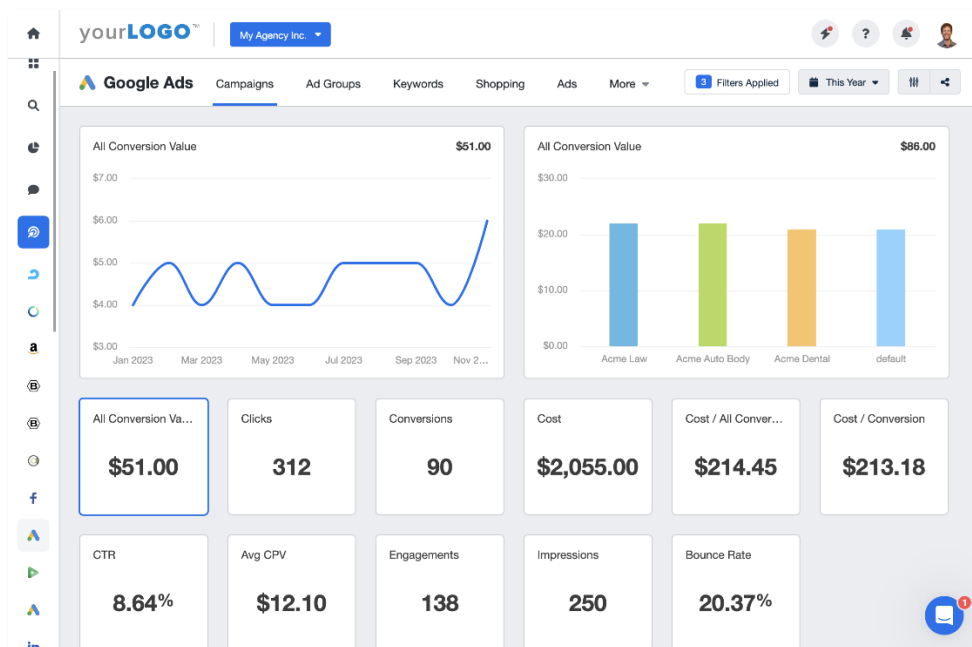 yourLOGO™
My Agency Inc.
?
Google Ads
Campaigns
Ad Groups
Keywords
Shopping
Ads
More
3 Filters Applied
This Year
All Conversion Value $51.00
$7.00
$6.00
$5.00
$4.00
$3.00
Jan 2023 Mar 2023 May 2023 Jul 2023 Sep 2023 Nov 2...
All Conversion Value $86.00
$30.00
$20.00
$10.00
$0.00
Acme Law Acme Auto Body Acme Dental default
All Conversion Va...
$51.00
Clicks
312
Conversions
90
Cost
$2,055.00
Cost / All Conver...
$214.45
Cost / Conversion
$213.18
CTR
8.64%
Avg CPV
$12.10
Engagements
138
Impressions
250
Bounce Rate
20.37%
1
a
B
B
f
in